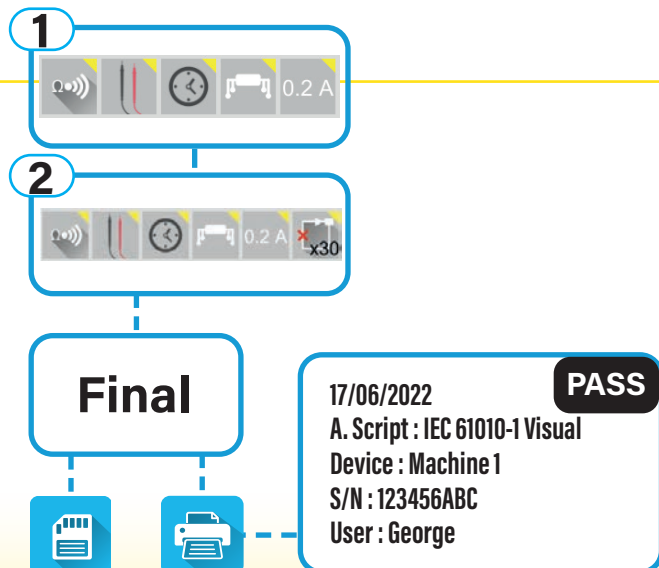 1
Ω 0.2 A
2
Ω 0.2 A x30
Final
PASS
17/06/2022
A. Script : IEC 61010-1 Visual
Device : Machine 1
S/N : 123456ABC
User : George